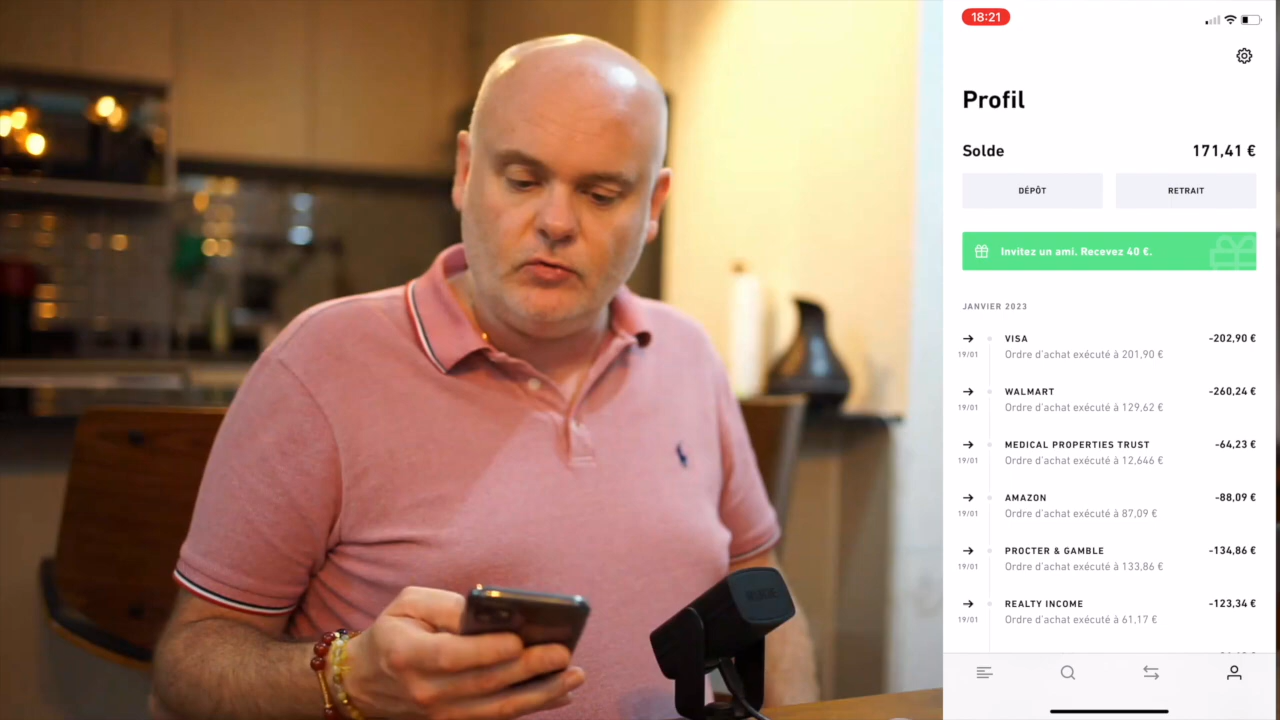 18:21
Profil
Solde 171,41 €
DÉPÔT RETRAIT
Invitez un ami. Recevez 40 €.
JANVIER 2023
VISA -202,90 €
19/01 Ordre d'achat exécuté à 201,90 €
WALMART -260,24 €
19/01 Ordre d'achat exécuté à 129,62 €
MEDICAL PROPERTIES TRUST -64,23 €
19/01 Ordre d'achat exécuté à 12,646 €
AMAZON -88,09 €
19/01 Ordre d'achat exécuté à 87,09 €
PROCTER & GAMBLE -134,86 €
19/01 Ordre d'achat exécuté à 133,86 €
REALTY INCOME -123,34 €
19/01 Ordre d'achat exécuté à 61,17 €